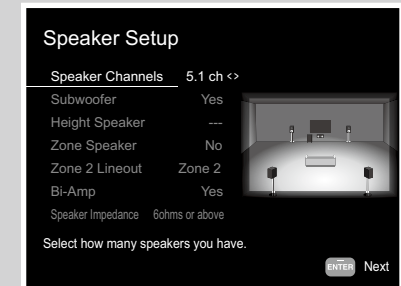 Speaker Setup
Speaker Channels 5.1 ch <>
Subwoofer Yes
Height Speaker ---
Zone Speaker No
Zone 2 Lineout Zone 2
Bi-Amp Yes
Speaker Impedance 6ohms or above
Select how many speakers you have.
ENTER Next